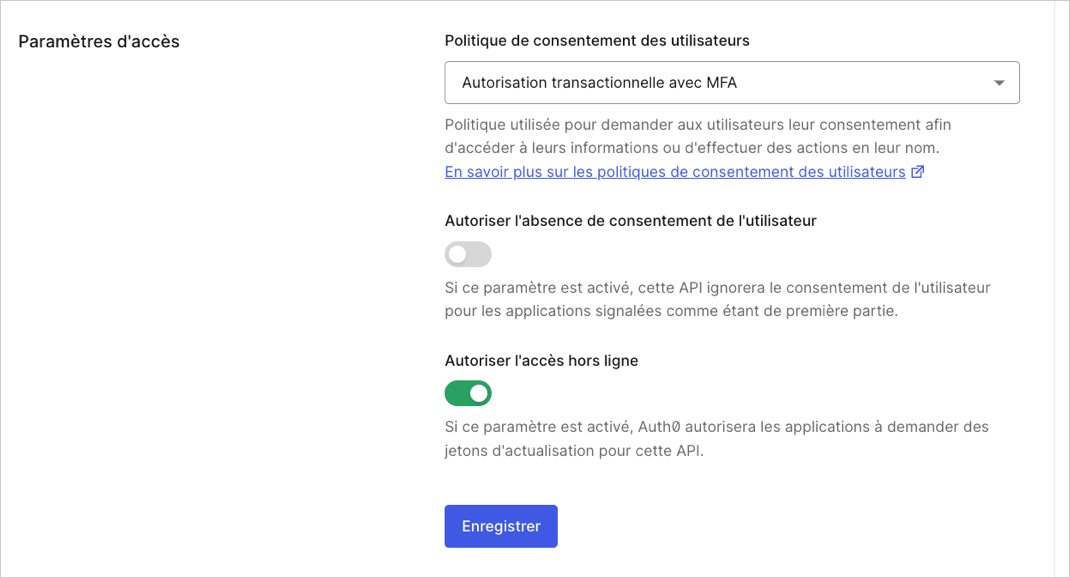 Paramètres d'accès
Politique de consentement des utilisateurs
Autorisation transactionnelle avec MFA
Politique utilisée pour demander aux utilisateurs leur consentement afin
d'accéder à leurs informations ou d'effectuer des actions en leur nom.
En savoir plus sur les politiques de consentement des utilisateurs
Autoriser l'absence de consentement de l'utilisateur
Si ce paramètre est activé, cette API ignorera le consentement de l'utilisateur
pour les applications signalées comme étant de première partie.
Autoriser l'accès hors ligne
Si ce paramètre est activé, Auth0 autorisera les applications à demander des
jetons d'actualisation pour cette API.
Enregistrer